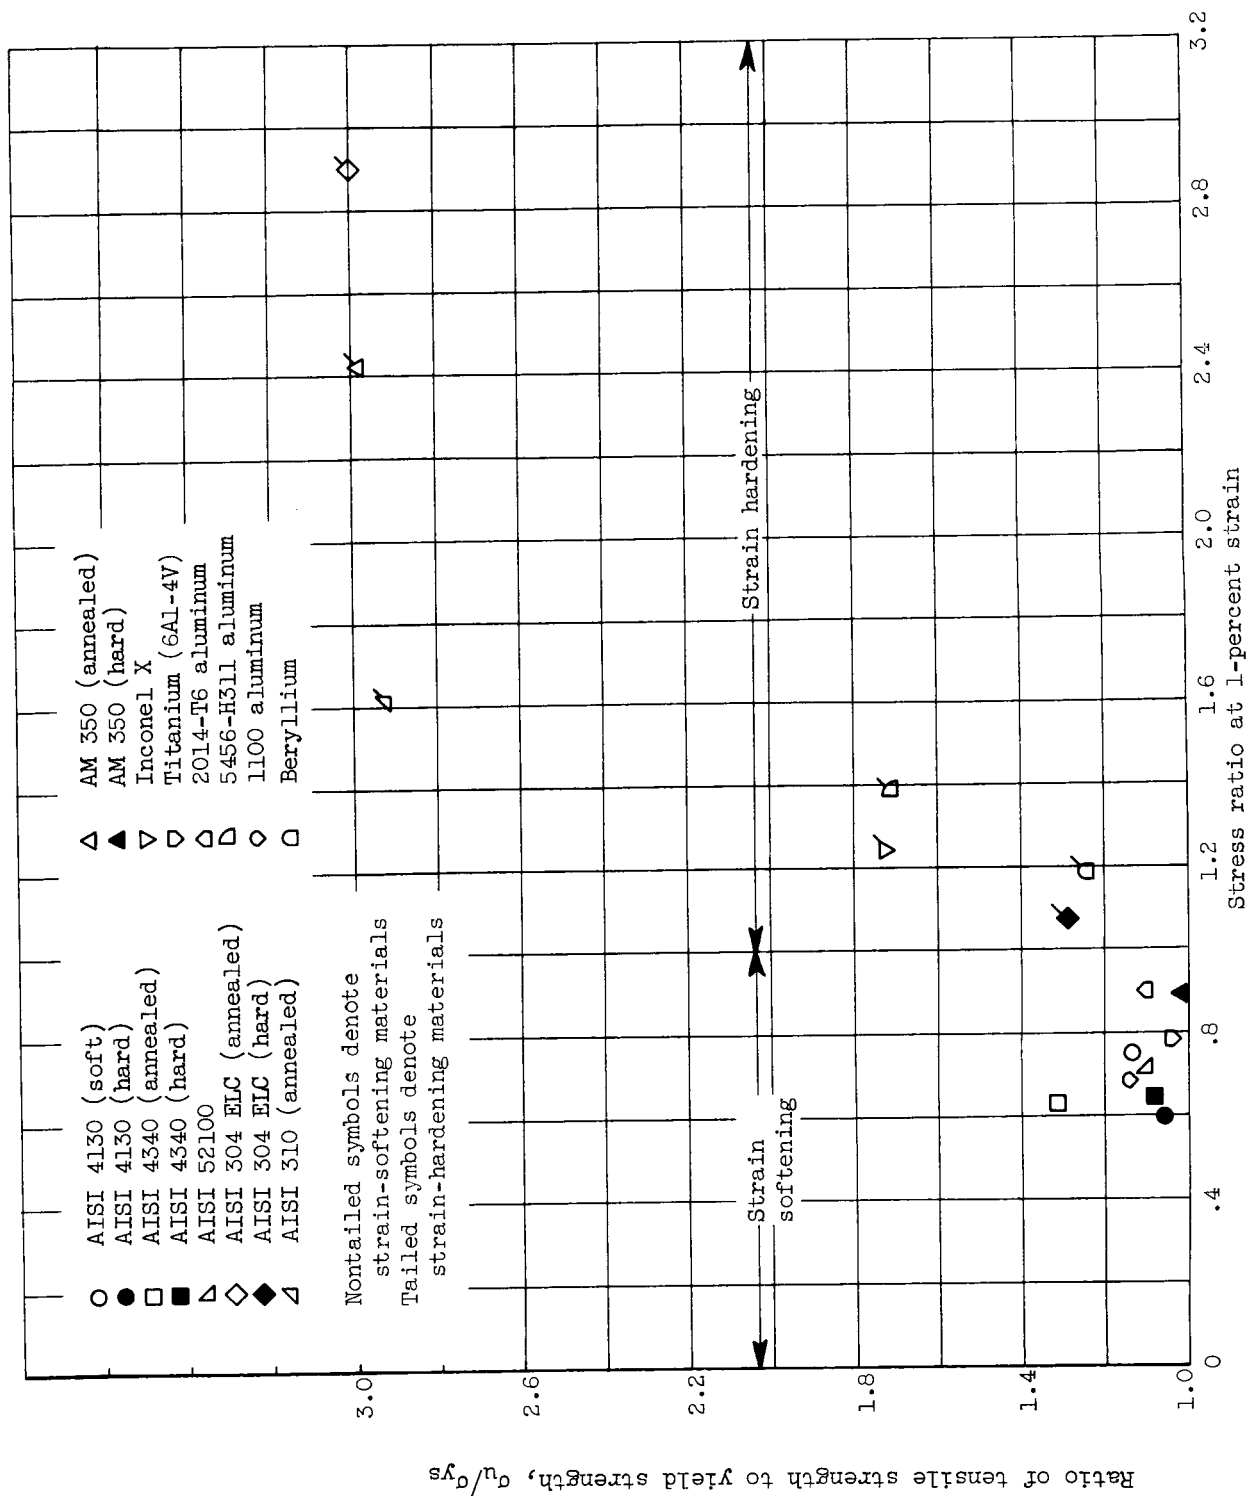 AISI 4130 (soft)
AISI 4130 (hard)
AISI 4340 (annealed)
AISI 4340 (hard)
AISI 52100
AISI 304 ELC (annealed)
AISI 304 ELC (hard)
AISI 310 (annealed)
AM 350 (annealed)
AM 350 (hard)
Inconel X
Titanium (6Al-4V)
2014-T6 aluminum
5456-H311 aluminum
1100 aluminum
Beryllium
Nontailed symbols denote
strain-softening materials
Tailed symbols denote
strain-hardening materials
Strain
softening
Strain hardening
Ratio of tensile strength to yield strength, σu/σys
3.0
2.6
2.2
1.8
1.4
1.0
0
.4
.8
1.2
1.6
2.0
2.4
2.8
3.2
Stress ratio at 1-percent strain